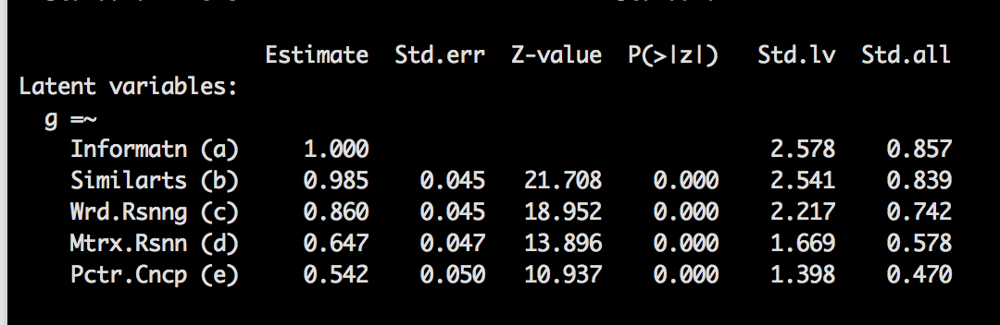 Estimate Std.err Z-value P(>|z|) Std.lv Std.all
Latent variables:
g =~
Informatn (a) 1.000 2.578 0.857
Similarts (b) 0.985 0.045 21.708 0.000 2.541 0.839
Wrd.Rsnng (c) 0.860 0.045 18.952 0.000 2.217 0.742
Mtrx.Rsnn (d) 0.647 0.047 13.896 0.000 1.669 0.578
Pctr.Cncp (e) 0.542 0.050 10.937 0.000 1.398 0.470